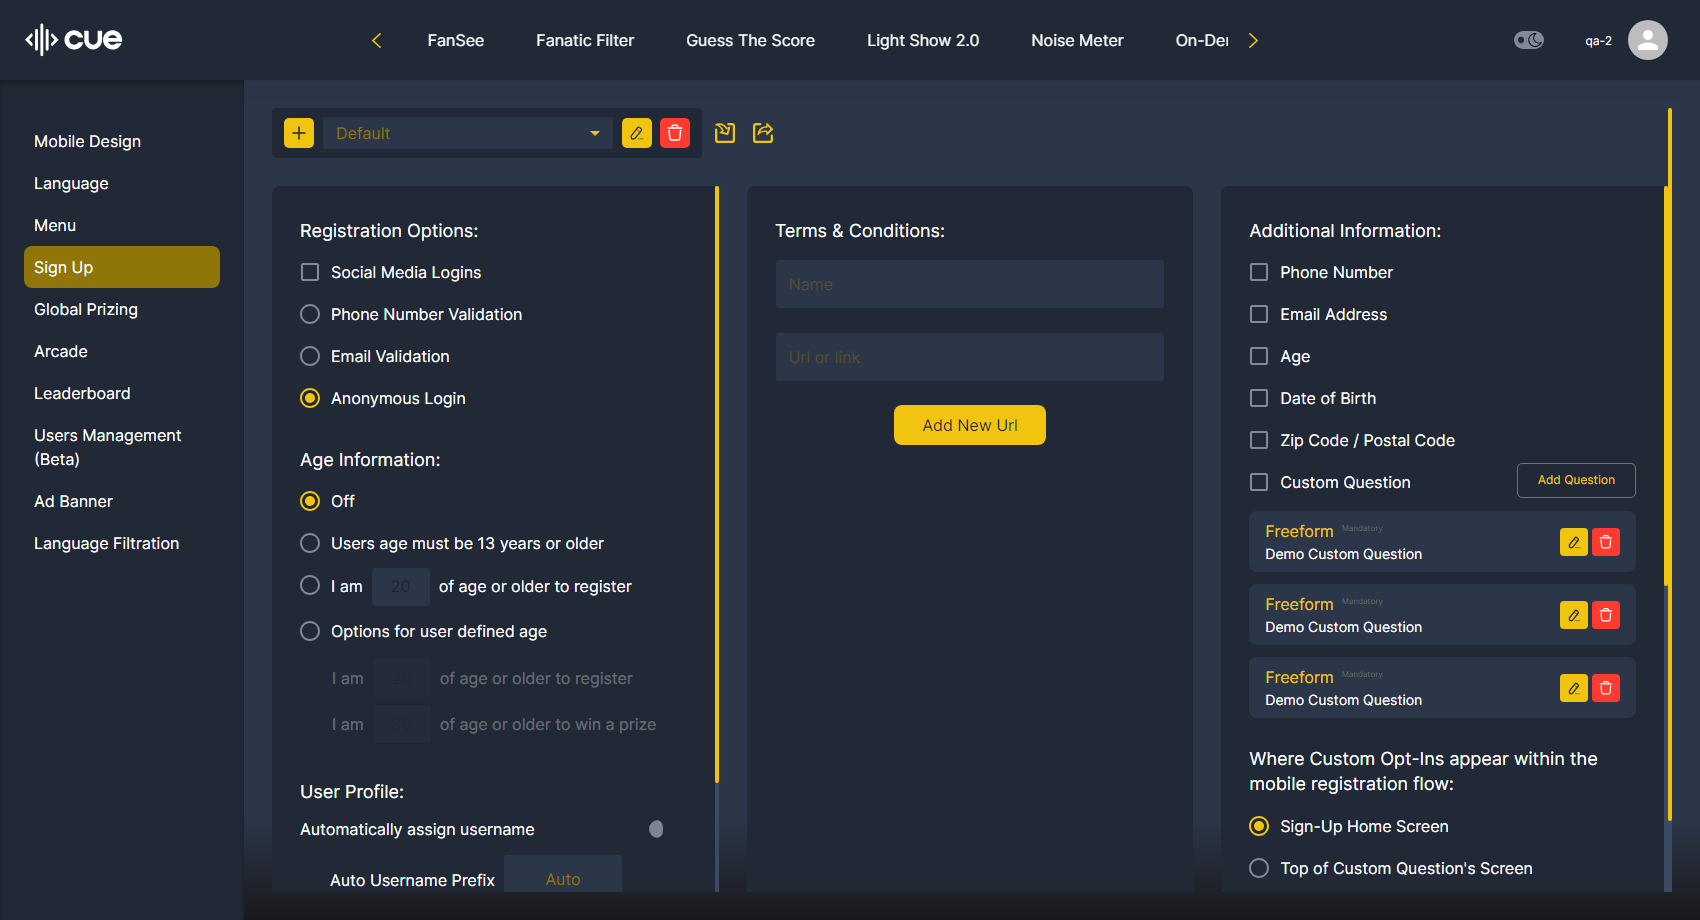 cue
FanSee
Fanatic Filter
Guess The Score
Light Show 2.0
Noise Meter
On-De
qa-2
Mobile Design
Language
Menu
Sign Up
Global Prizing
Arcade
Leaderboard
Users Management
(Beta)
Ad Banner
Language Filtration
Default
Registration Options:
Social Media Logins
Phone Number Validation
Email Validation
Anonymous Login
Age Information:
Off
Users age must be 13 years or older
I am 20 of age or older to register
Options for user defined age
I am 20 of age or older to register
I am 30 of age or older to win a prize
User Profile:
Automatically assign username
Auto Username Prefix Auto
Terms & Conditions:
Name
Url or link
Add New Url
Additional Information:
Phone Number
Email Address
Age
Date of Birth
Zip Code / Postal Code
Custom Question Add Question
Freeform Mandatory
Demo Custom Question
Freeform Mandatory
Demo Custom Question
Freeform Mandatory
Demo Custom Question
Where Custom Opt-Ins appear within the
mobile registration flow:
Sign-Up Home Screen
Top of Custom Question's Screen